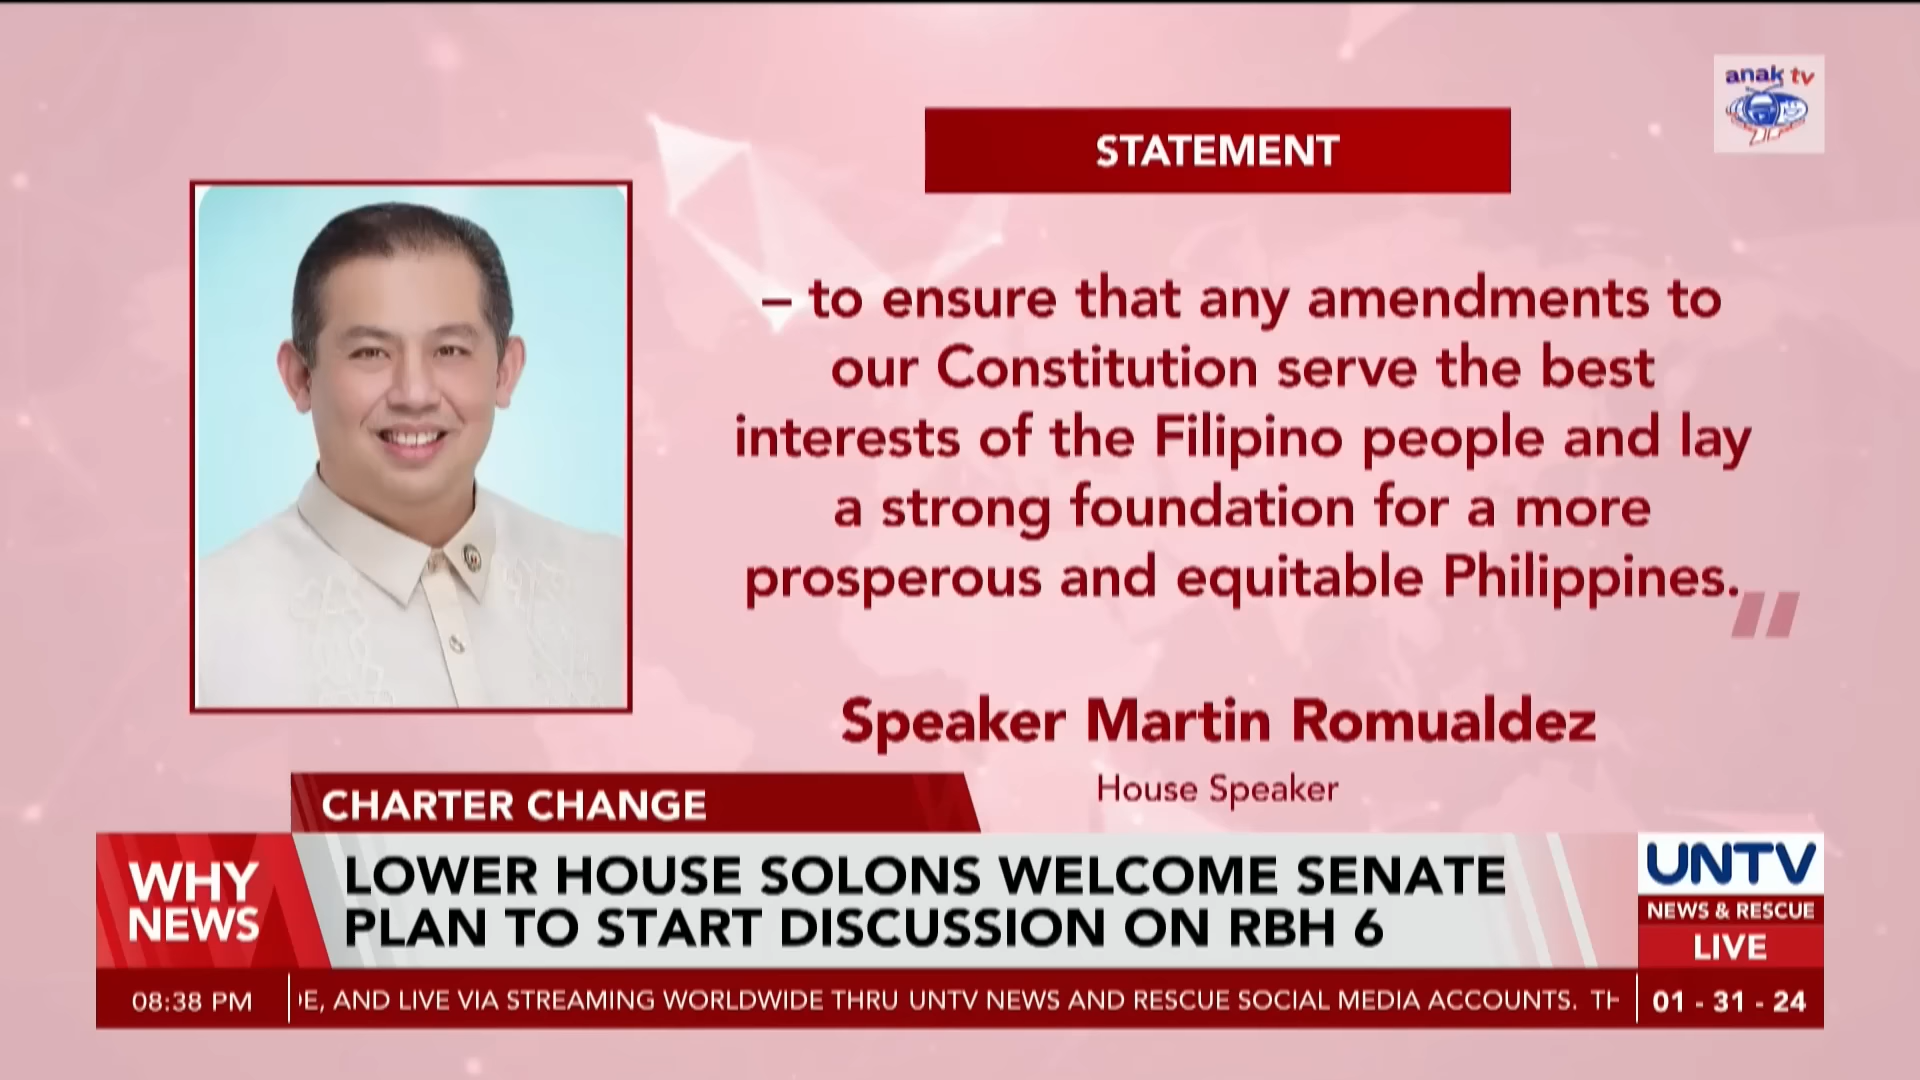 anak tv
STATEMENT
– to ensure that any amendments to
our Constitution serve the best
interests of the Filipino people and lay
a strong foundation for a more
prosperous and equitable Philippines.
"
Speaker Martin Romualdez
House Speaker
CHARTER CHANGE
WHY
NEWS
LOWER HOUSE SOLONS WELCOME SENATE
PLAN TO START DISCUSSION ON RBH 6
UNTV
NEWS & RESCUE
LIVE
08:38 PM
E, AND LIVE VIA STREAMING WORLDWIDE THRU UNTV NEWS AND RESCUE SOCIAL MEDIA ACCOUNTS. TH
01 - 31 - 24